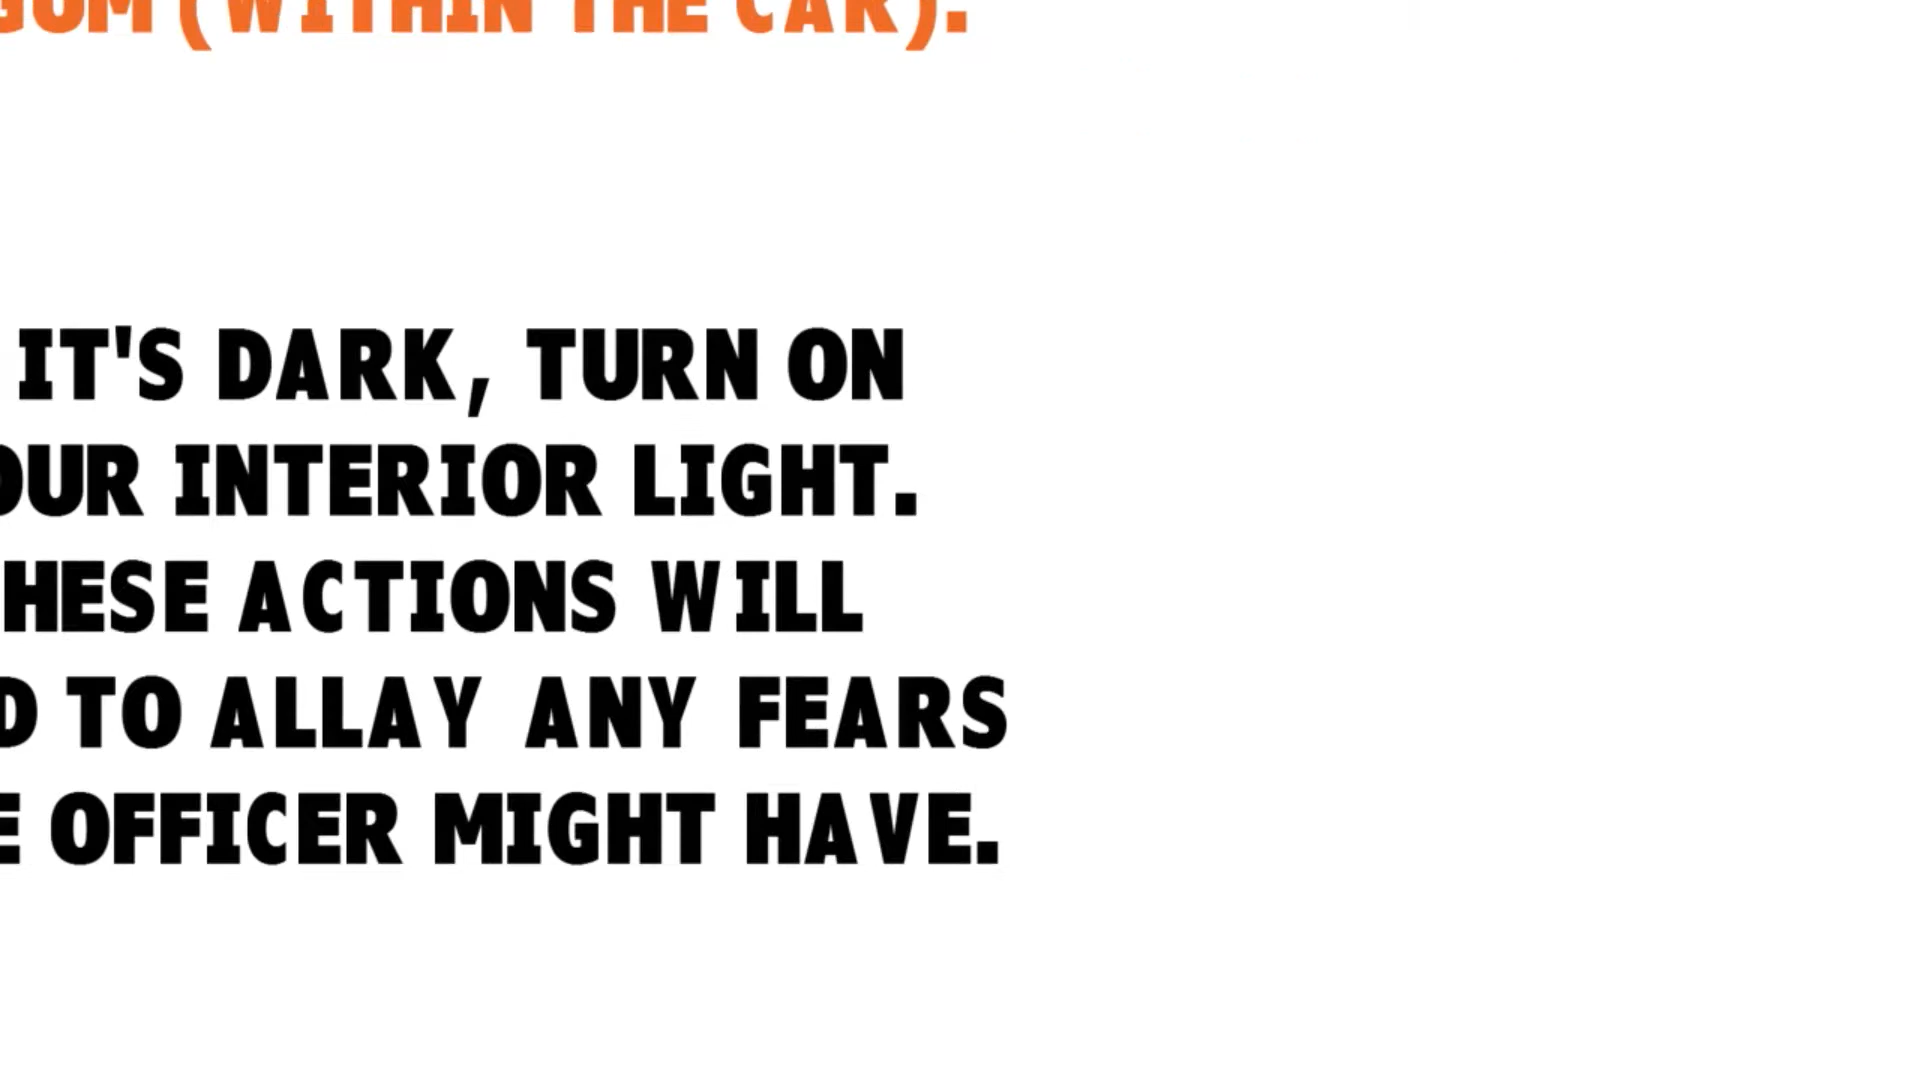 GUM (WITHIN THE CAR).
IT'S DARK, TURN ON
OUR INTERIOR LIGHT.
HESE ACTIONS WILL
D TO ALLAY ANY FEARS
E OFFICER MIGHT HAVE.